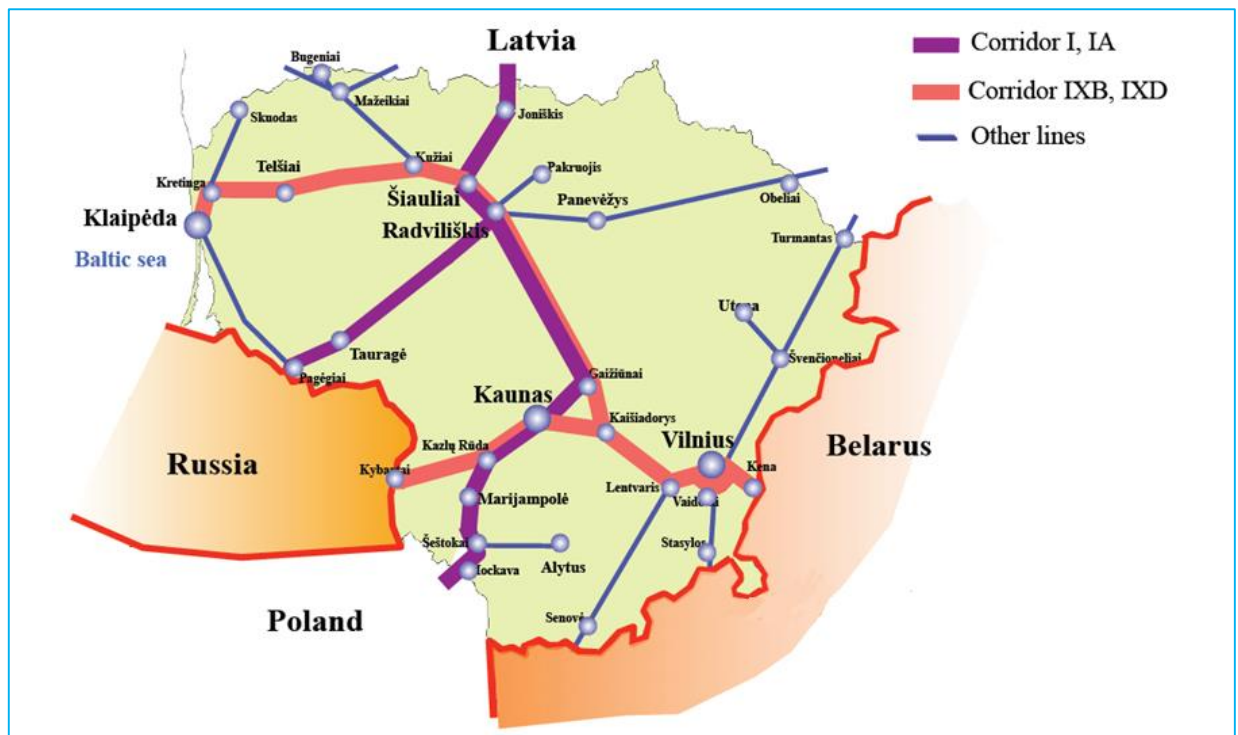 Latvia
Corridor I, IA
Corridor IXB, IXD
Other lines
Bugeniai
Mažeikiai
Skuodas
Joniškis
Kužiai
Telšiai
Kretinga
Pakruojis
Šiauliai
Panevėžys
Obeliai
Klaipėda
Radviliškis
Turmantas
Baltic sea
Utena
Tauragė
Švenčioneliai
Pagėgiai
Gaižiūnai
Kaunas
Kaišiadorys
Vilnius
Belarus
Kazlų Rūda
Russia
Kybartai
Kena
Lentvaris
Marijampolė
Šeštokai
Stasylos
Alytus
Poland
Senovė